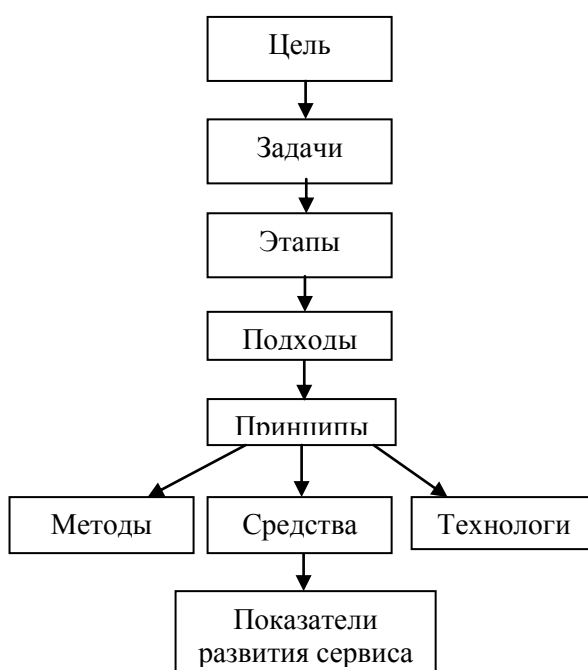 Цель
Задачи
Этапы
Подходы
Принципы
Методы
Средства
Технологи
Показатели
развития сервиса